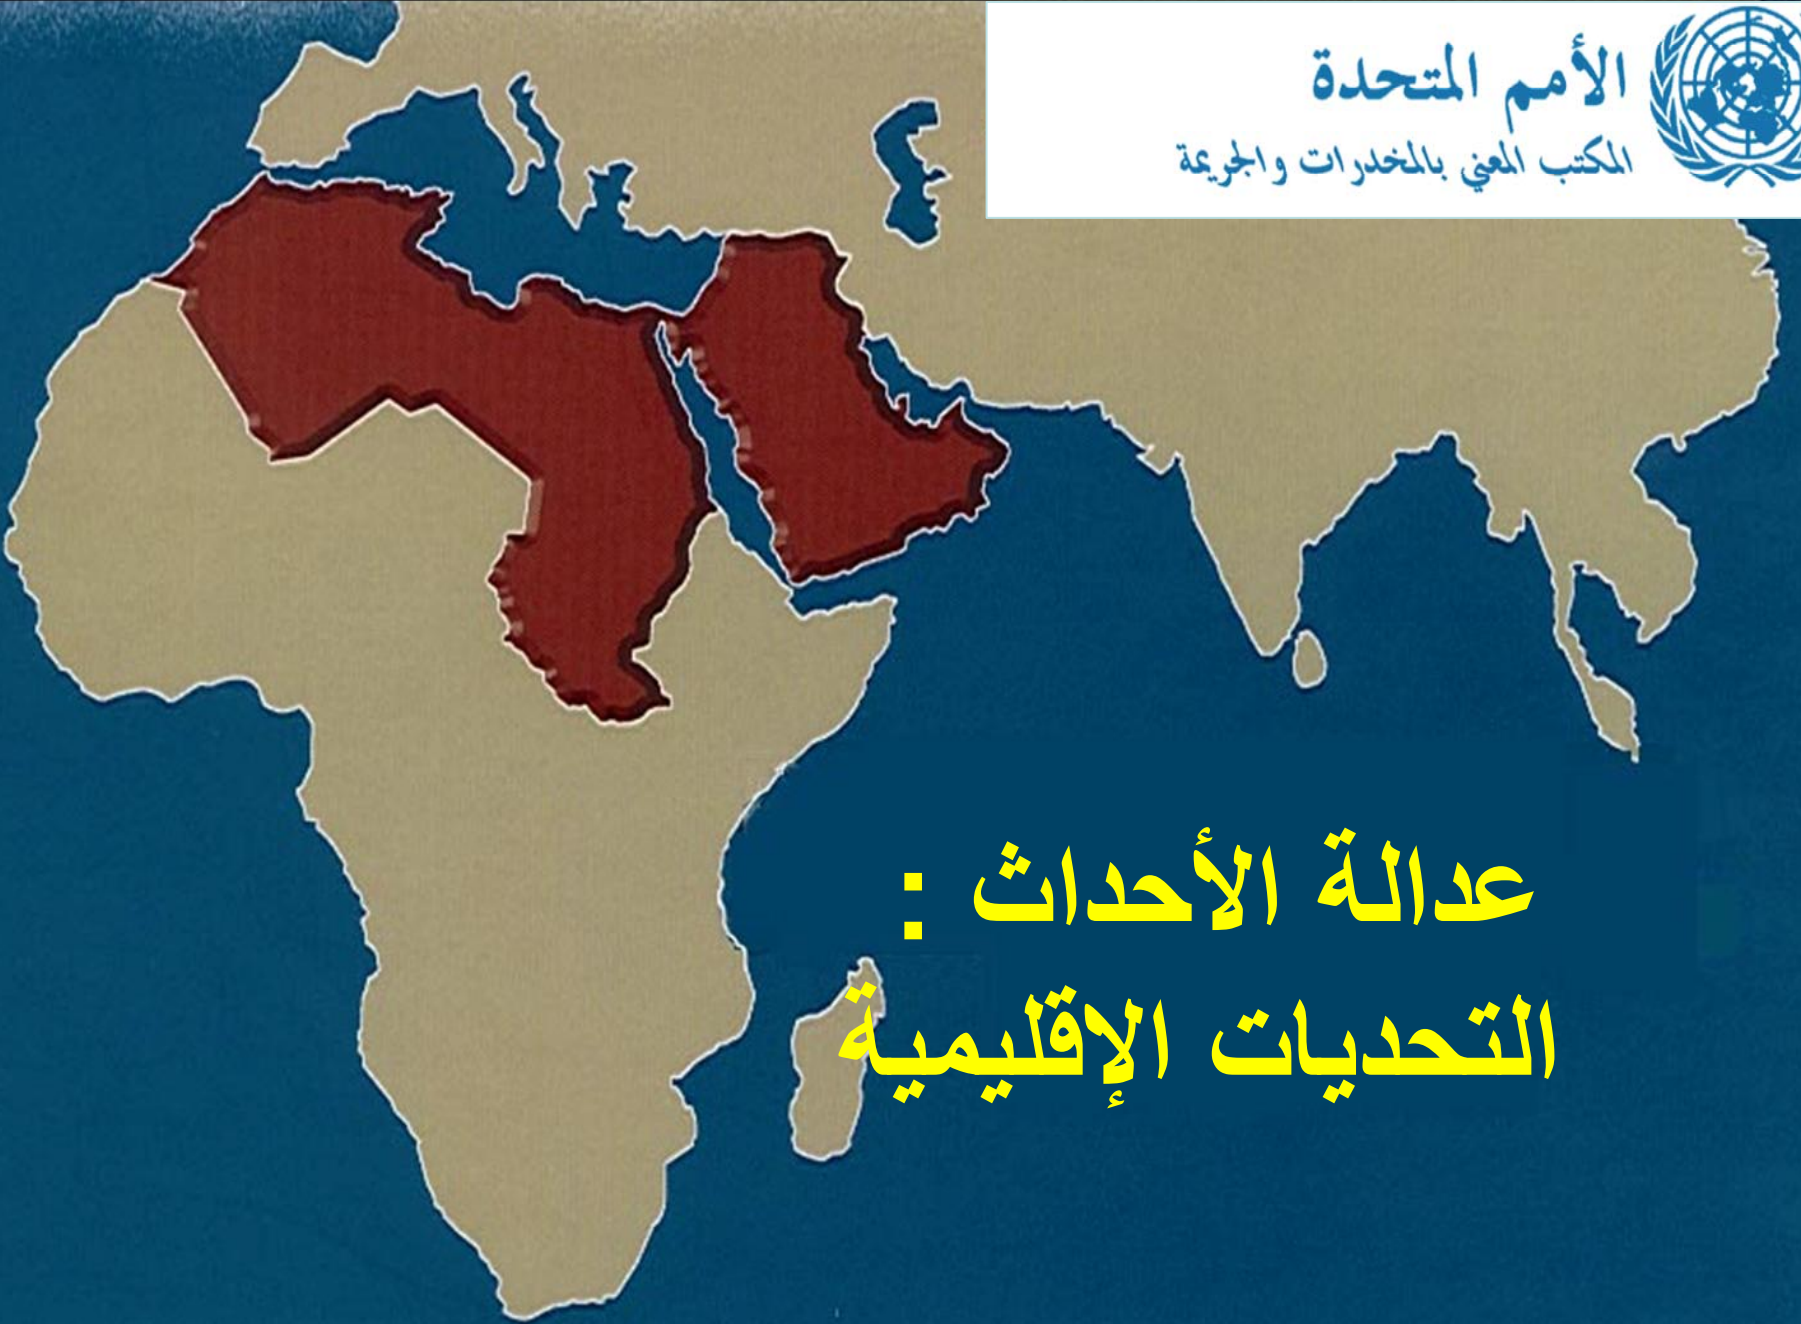 الأمم المتحدة
المكتب المعني بالمخدرات والجريمة
عدالة الأحداث :
التحديات الإقليمية